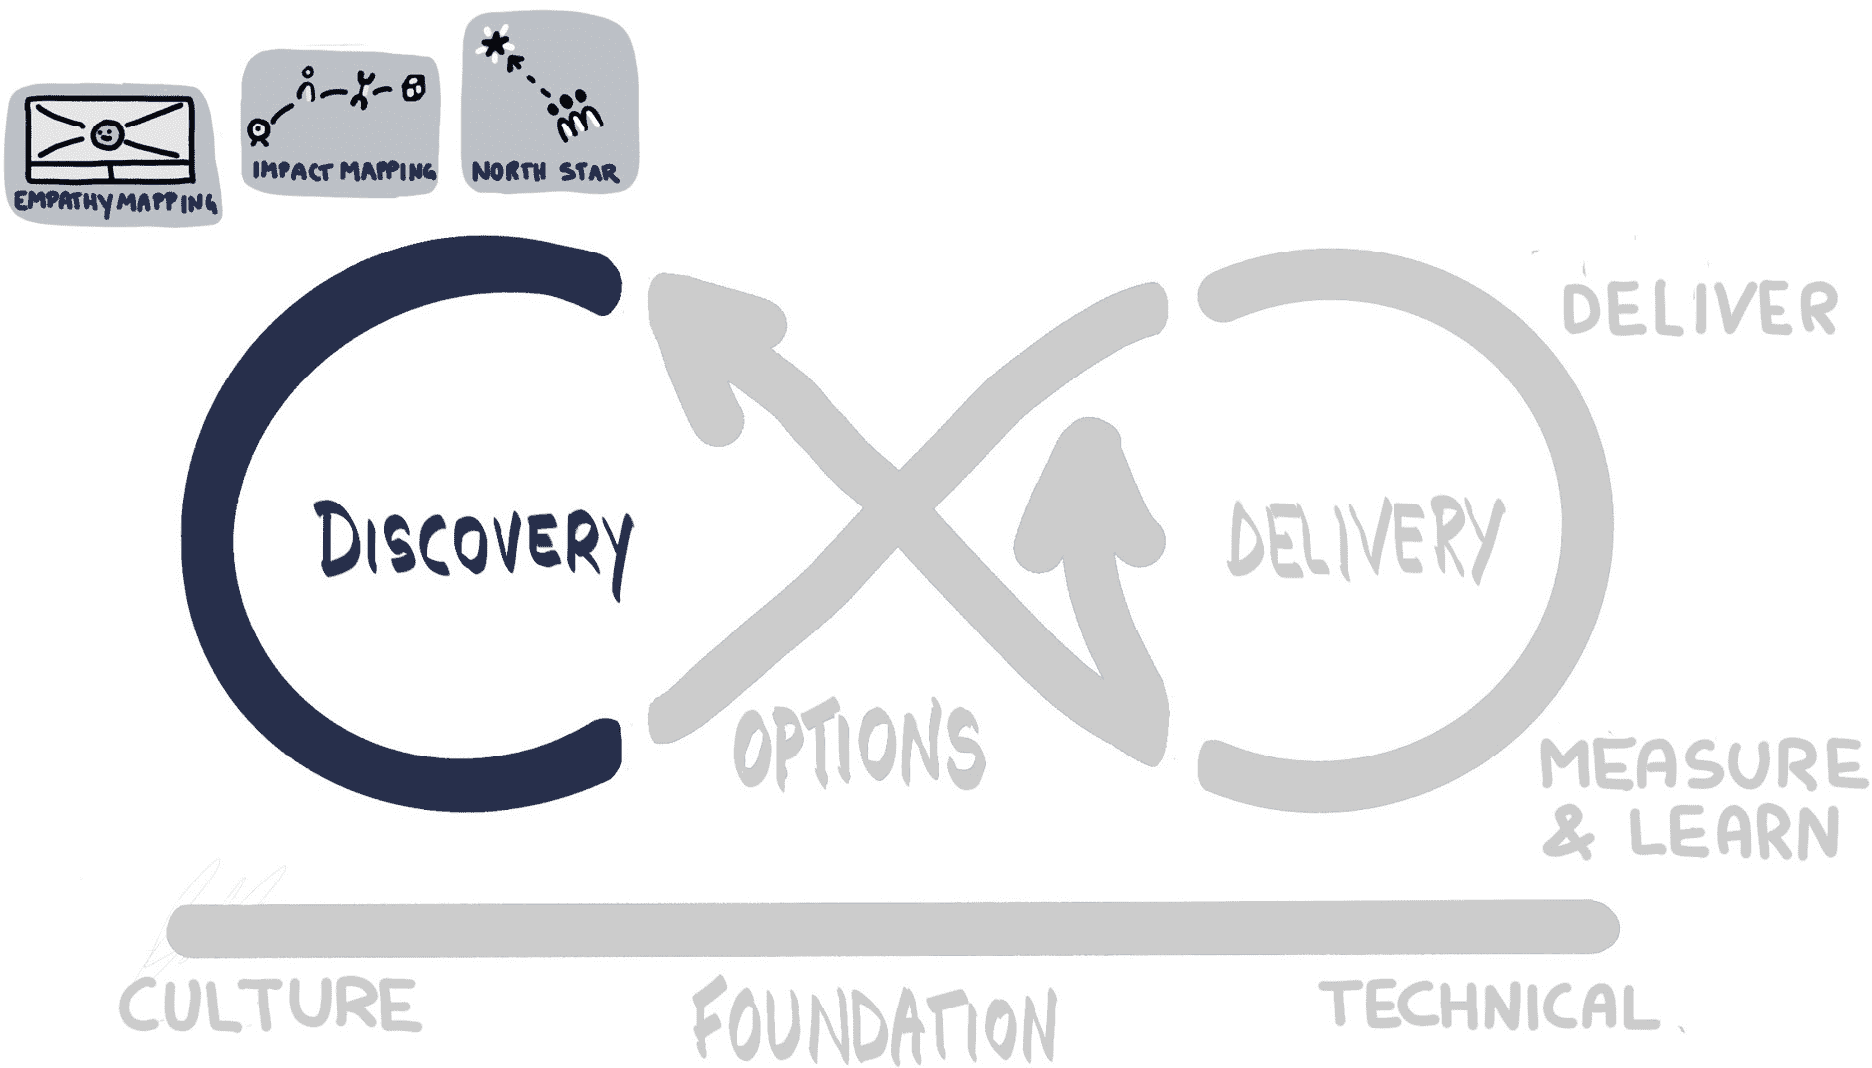 EMPATHY MAPPING
IMPACT MAPPING
NORTH STAR
DISCOVERY
OPTIONS
DELIVERY
DELIVER
MEASURE
& LEARN
CULTURE
FOUNDATION
TECHNICAL